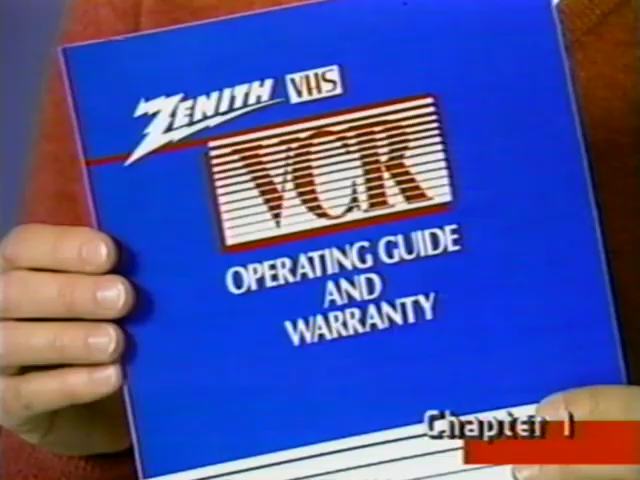 ZENITH VHS
VCR
OPERATING GUIDE
AND
WARRANTY
Chapter 1